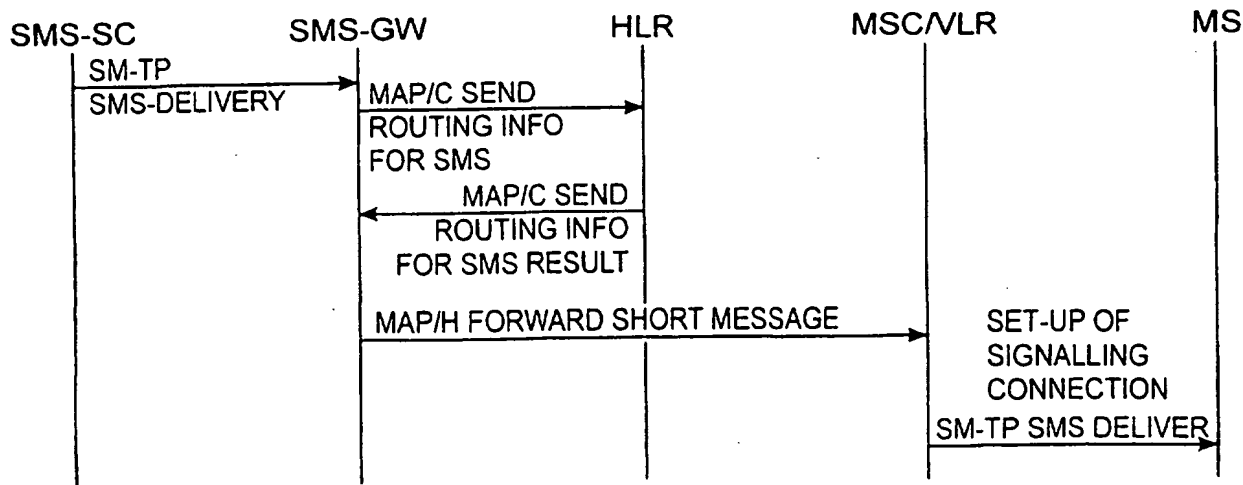 SMS-SC SMS-GW HLR MSC/VLR MS
SM-TP
SMS-DELIVERY
MAP/C SEND
ROUTING INFO
FOR SMS
MAP/C SEND
ROUTING INFO
FOR SMS RESULT
MAP/H FORWARD SHORT MESSAGE
SET-UP OF
SIGNALLING
CONNECTION
SM-TP SMS DELIVER